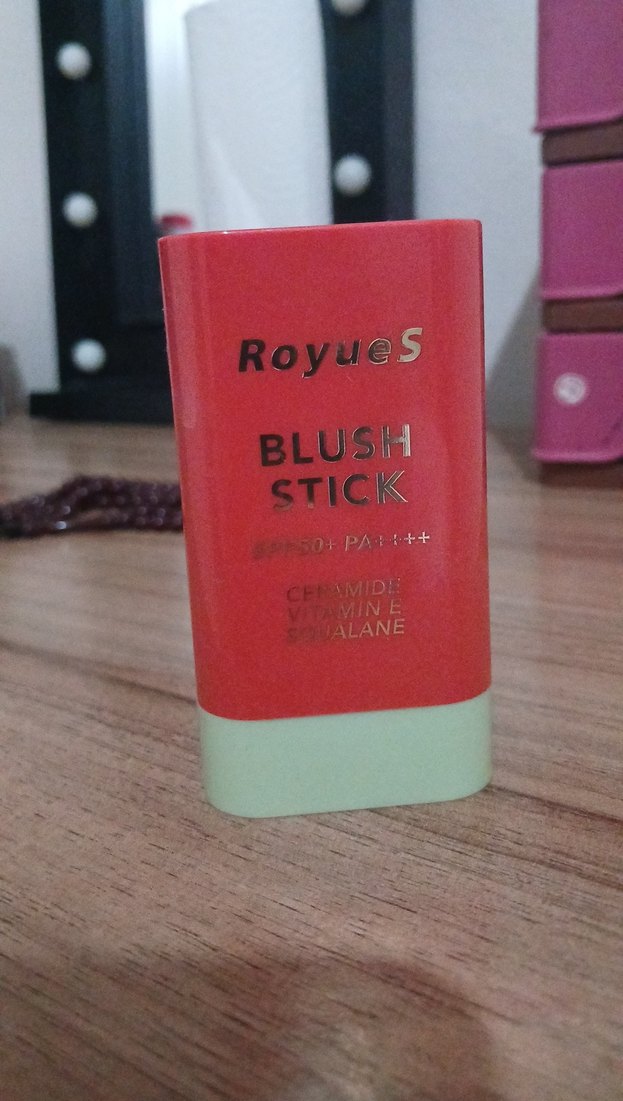 RoyueS
BLUSH
STICK
SPF50+ PA++++
CERAMIDE
VITAMIN E
SQUALANE